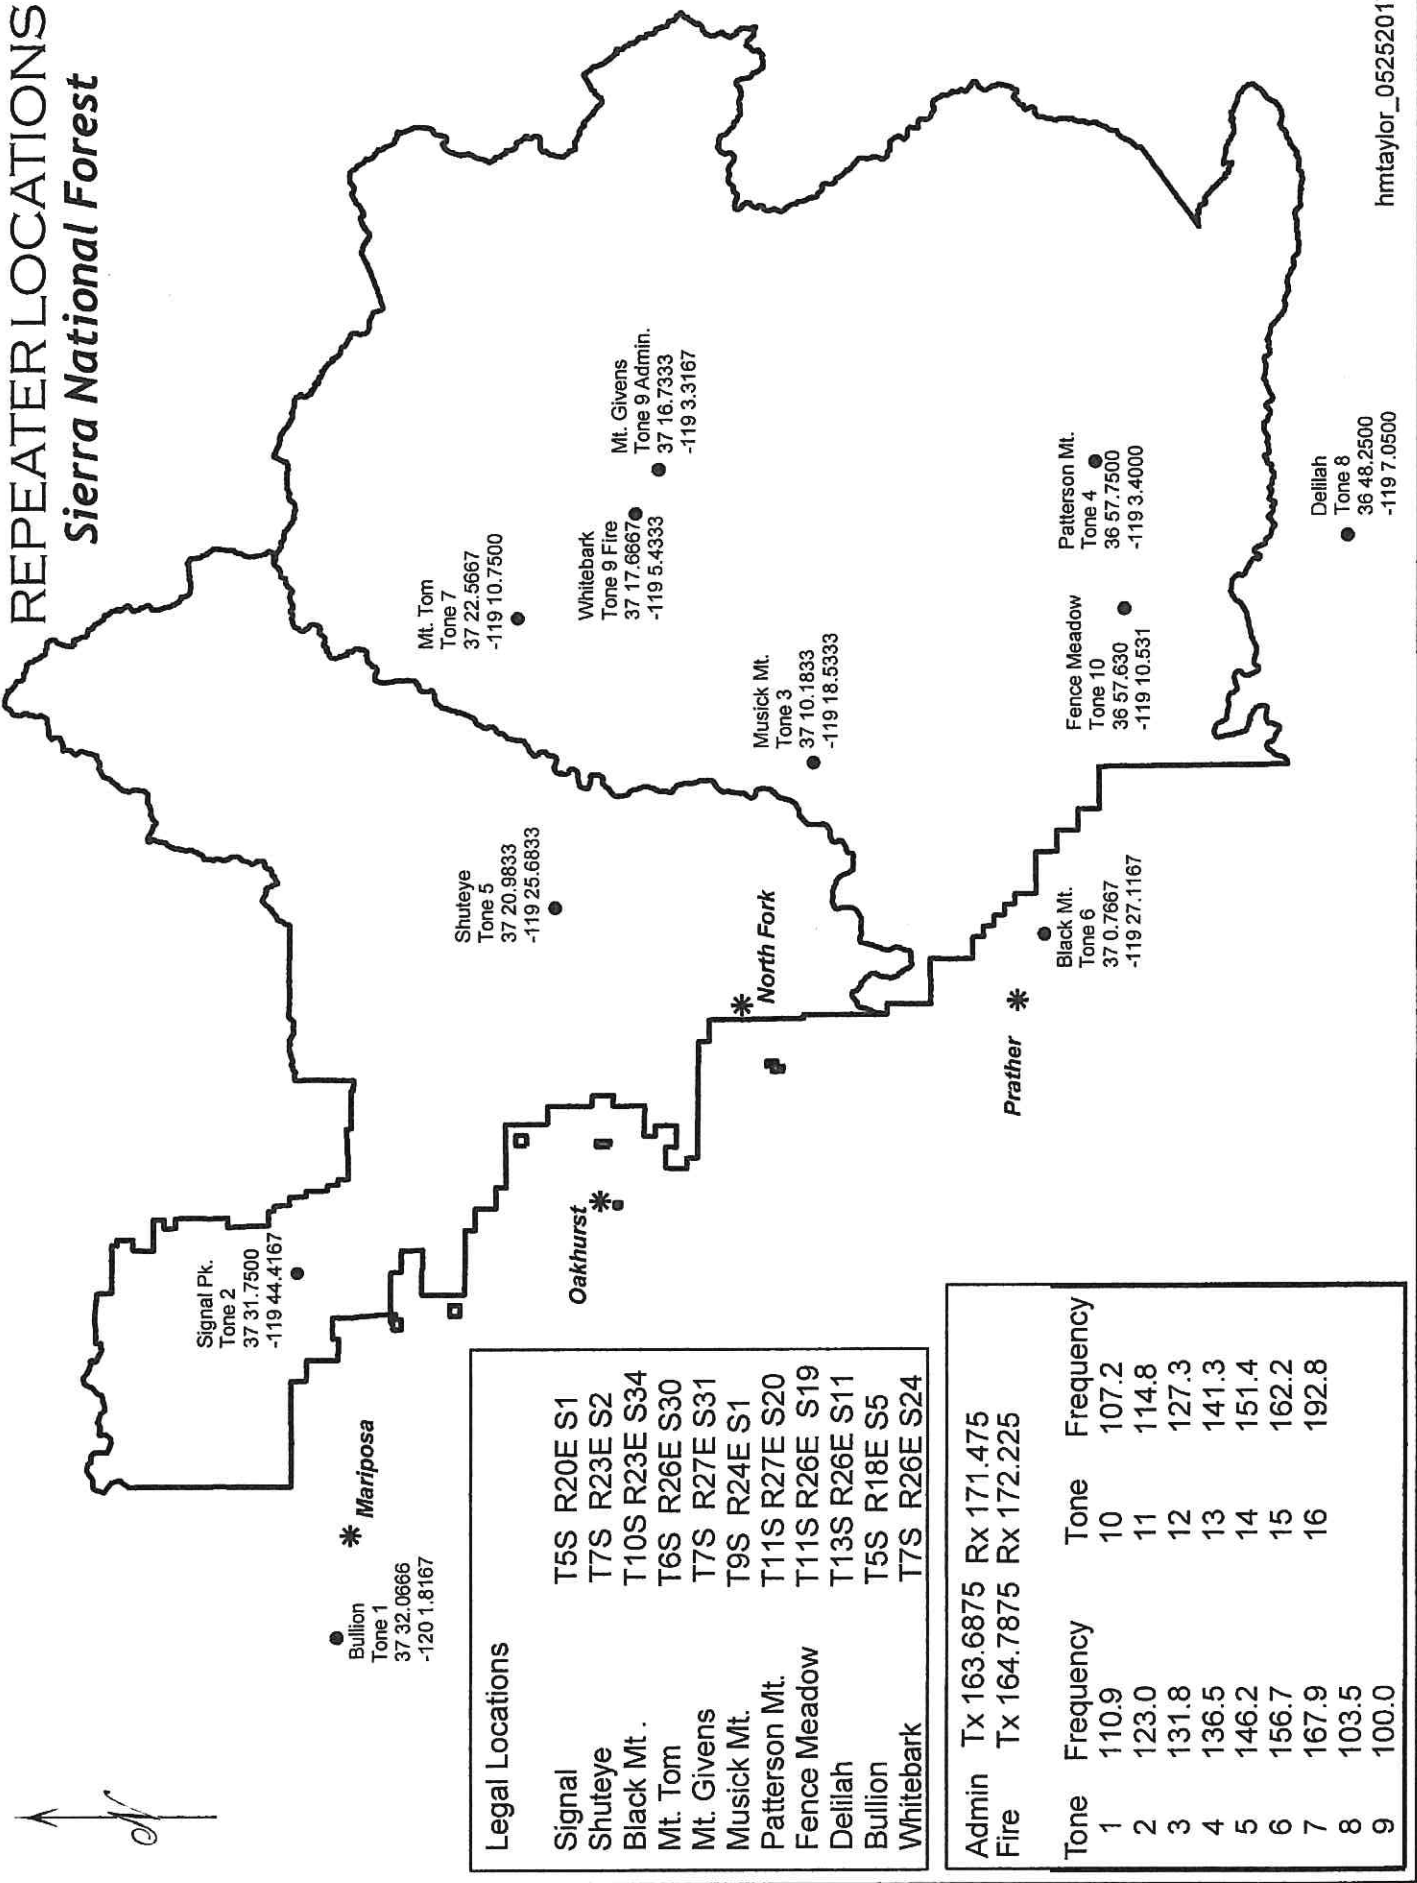 REPEATER LOCATIONS
Sierra National Forest
Signal Pk.
Tone 2
37 31.7500
-119 44.4167
Bullion
Tone 1
37 32.0666
-120 1.8167
Mariposa
Mt. Tom
Tone 7
37 22.5667
-119 10.7500
Shuteye
Tone 5
37 20.9833
-119 25.6833
Whitebark
Tone 9 Fire
37 17.6667
-119 5.4333
Mt. Givens
Tone 9 Admin.
37 16.7333
-119 3.3167
Oakhurst
North Fork
Musick Mt.
Tone 3
37 10.1833
-119 18.5333
Prather
Black Mt.
Tone 6
37 0.7667
-119 27.1167
Fence Meadow
Tone 10
36 57.630
-119 10.531
Patterson Mt.
Tone 4
36 57.7500
-119 3.4000
Delilah
Tone 8
36 48.2500
-119 7.0500
Legal Locations
Signal T5S R20E S1
Shuteye T7S R23E S2
Black Mt . T10S R23E S34
Mt. Tom T6S R26E S30
Mt. Givens T7S R27E S31
Musick Mt. T9S R24E S1
Patterson Mt. T11S R27E S20
Fence Meadow T11S R26E S19
Delilah T13S R26E S11
Bullion T5S R18E S5
Whitebark T7S R26E S24
Admin Tx 163.6875 Rx 171.475
Fire Tx 164.7875 Rx 172.225
Tone Frequency Tone Frequency
1 110.9 10 107.2
2 123.0 11 114.8
3 131.8 12 127.3
4 136.5 13 141.3
5 146.2 14 151.4
6 156.7 15 162.2
7 167.9 16 192.8
8 103.5
9 100.0
hmtaylor_0525201
N